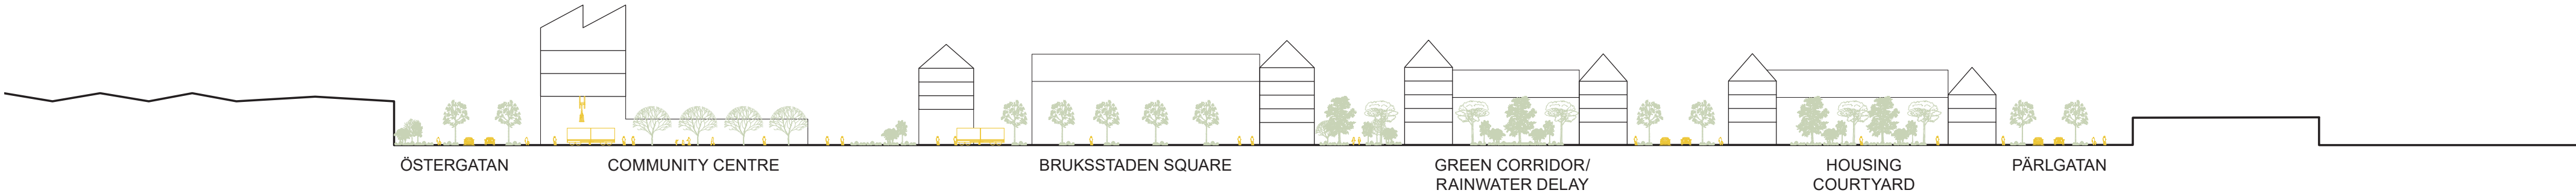 ÖSTERGATAN
COMMUNITY CENTRE
BRUKSSTADEN SQUARE
GREEN CORRIDOR/
RAINWATER DELAY
HOUSING
COURTYARD
PÄRLGATAN